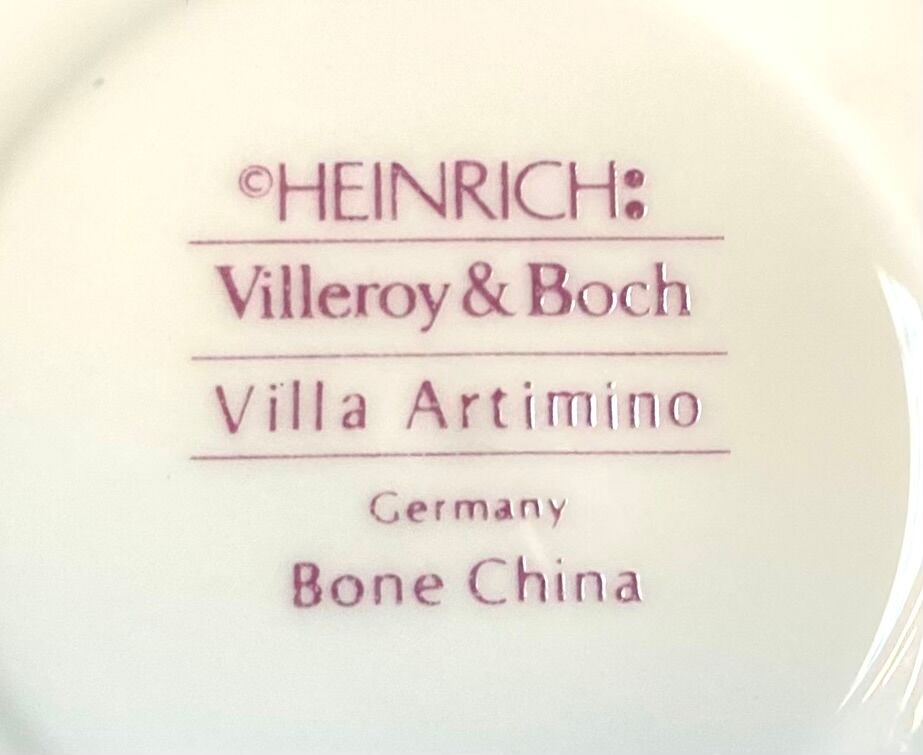 ©HEINRICH:
Villeroy & Boch
Villa Artimino
Germany
Bone China